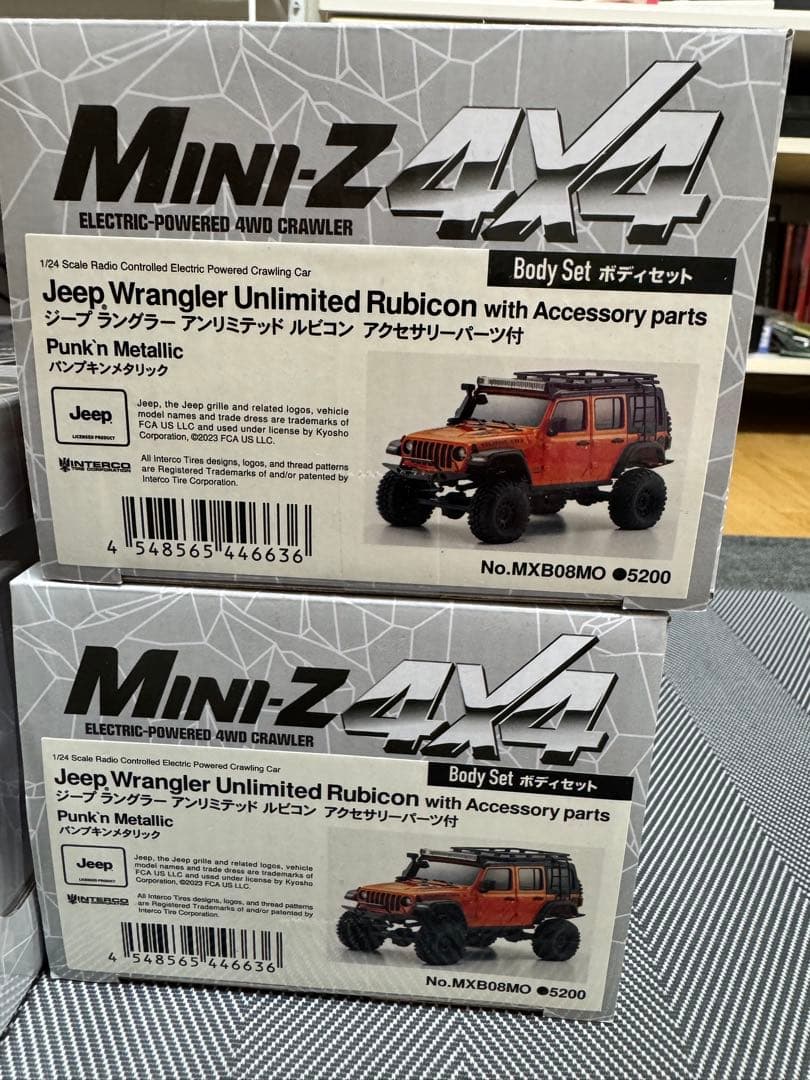 MINI-Z 4X4
ELECTRIC-POWERED 4WD CRAWLER
Body Set ボディセット
1/24 Scale Radio Controlled Electric Powered Crawling Car
Jeep® Wrangler Unlimited Rubicon with Accessory parts
ジープ ラングラー アンリミテッド ルビコン アクセサリーパーツ付
Punk`n Metallic
パンプキンメタリック
Jeep
LICENSED PRODUCT
Jeep, the Jeep grille and related logos, vehicle
model names and trade dress are trademarks of
FCA US LLC and used under license by Kyosho
Corporation, ©2023 FCA US LLC.
INTERCO
TIRE CORPORATION
All Interco Tires designs, logos, and thread patterns
are Registered Trademarks of and/or patented by
Interco Tire Corporation.
4 548565 446636
No.MXB08MO ●5200
MINI-Z 4X4
ELECTRIC-POWERED 4WD CRAWLER
Body Set ボディセット
1/24 Scale Radio Controlled Electric Powered Crawling Car
Jeep® Wrangler Unlimited Rubicon with Accessory parts
ジープ ラングラー アンリミテッド ルビコン アクセサリーパーツ付
Punk`n Metallic
パンプキンメタリック
Jeep
LICENSED PRODUCT
Jeep, the Jeep grille and related logos, vehicle
model names and trade dress are trademarks of
FCA US LLC and used under license by Kyosho
Corporation, ©2023 FCA US LLC.
INTERCO
TIRE CORPORATION
All Interco Tires designs, logos, and thread patterns
are Registered Trademarks of and/or patented by
Interco Tire Corporation.
4 548565 446636
No.MXB08MO ●5200